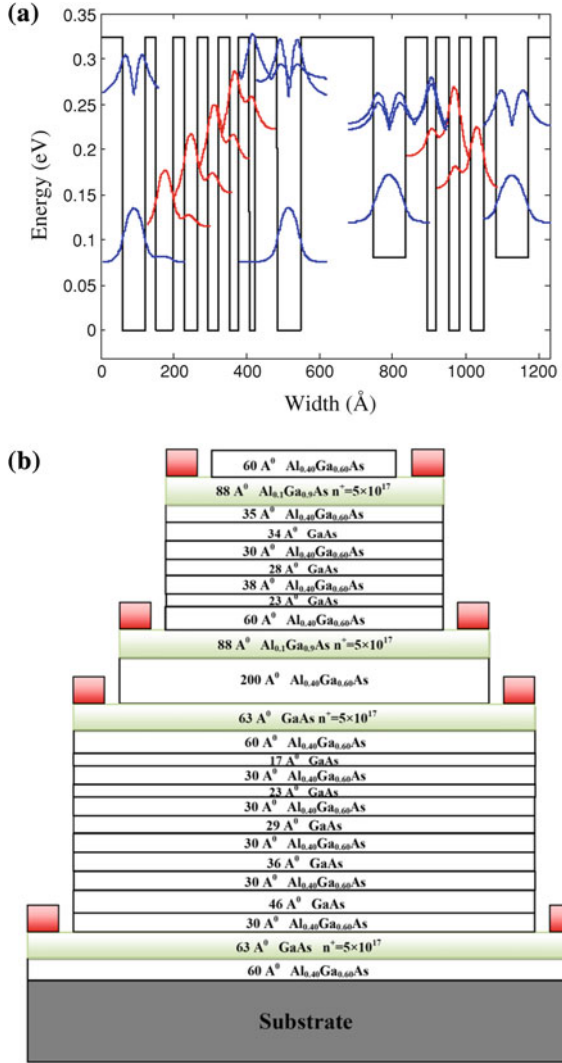 (a)
0.35
0.3
0.25
0.2
0.15
0.1
0.05
0
Energy (eV)
0 200 400 600 800 1000 1200
Width (Å)
(b)
60 A⁰ Al₀.₄₀Ga₀.₆₀As
88 A⁰ Al₀.₁Ga₀.₉As n⁺=5×10¹⁷
35 A⁰ Al₀.₄₀Ga₀.₆₀As
34 A⁰ GaAs
30 A⁰ Al₀.₄₀Ga₀.₆₀As
28 A⁰ GaAs
38 A⁰ Al₀.₄₀Ga₀.₆₀As
23 A⁰ GaAs
60 A⁰ Al₀.₄₀Ga₀.₆₀As
88 A⁰ Al₀.₁Ga₀.₉As n⁺=5×10¹⁷
200 A⁰ Al₀.₄₀Ga₀.₆₀As
63 A⁰ GaAs n⁺=5×10¹⁷
60 A⁰ Al₀.₄₀Ga₀.₆₀As
17 A⁰ GaAs
30 A⁰ Al₀.₄₀Ga₀.₆₀As
23 A⁰ GaAs
30 A⁰ Al₀.₄₀Ga₀.₆₀As
29 A⁰ GaAs
30 A⁰ Al₀.₄₀Ga₀.₆₀As
36 A⁰ GaAs
30 A⁰ Al₀.₄₀Ga₀.₆₀As
46 A⁰ GaAs
30 A⁰ Al₀.₄₀Ga₀.₆₀As
63 A⁰ GaAs n⁺=5×10¹⁷
60 A⁰ Al₀.₄₀Ga₀.₆₀As
Substrate